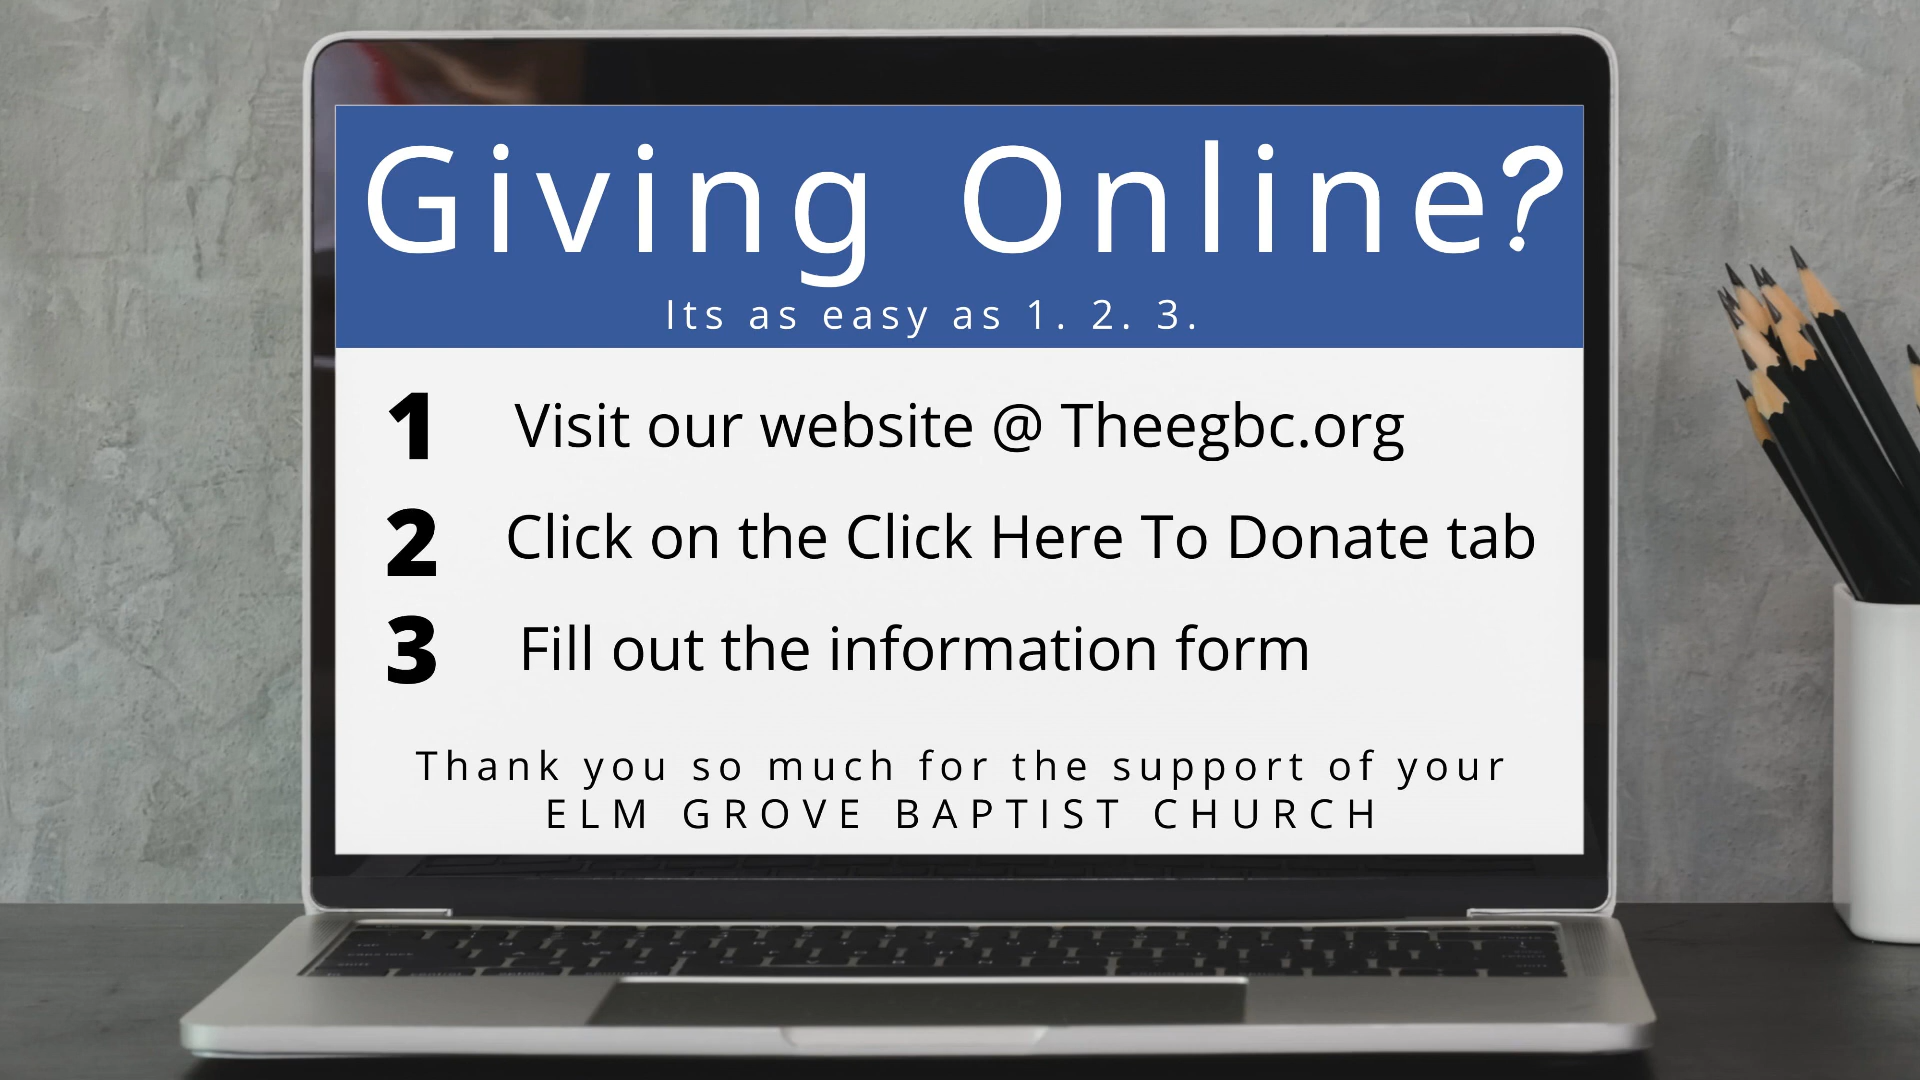 Giving Online?
Its as easy as 1. 2. 3.
1 Visit our website @ Theegbc.org
2 Click on the Click Here To Donate tab
3 Fill out the information form
Thank you so much for the support of your
ELM GROVE BAPTIST CHURCH